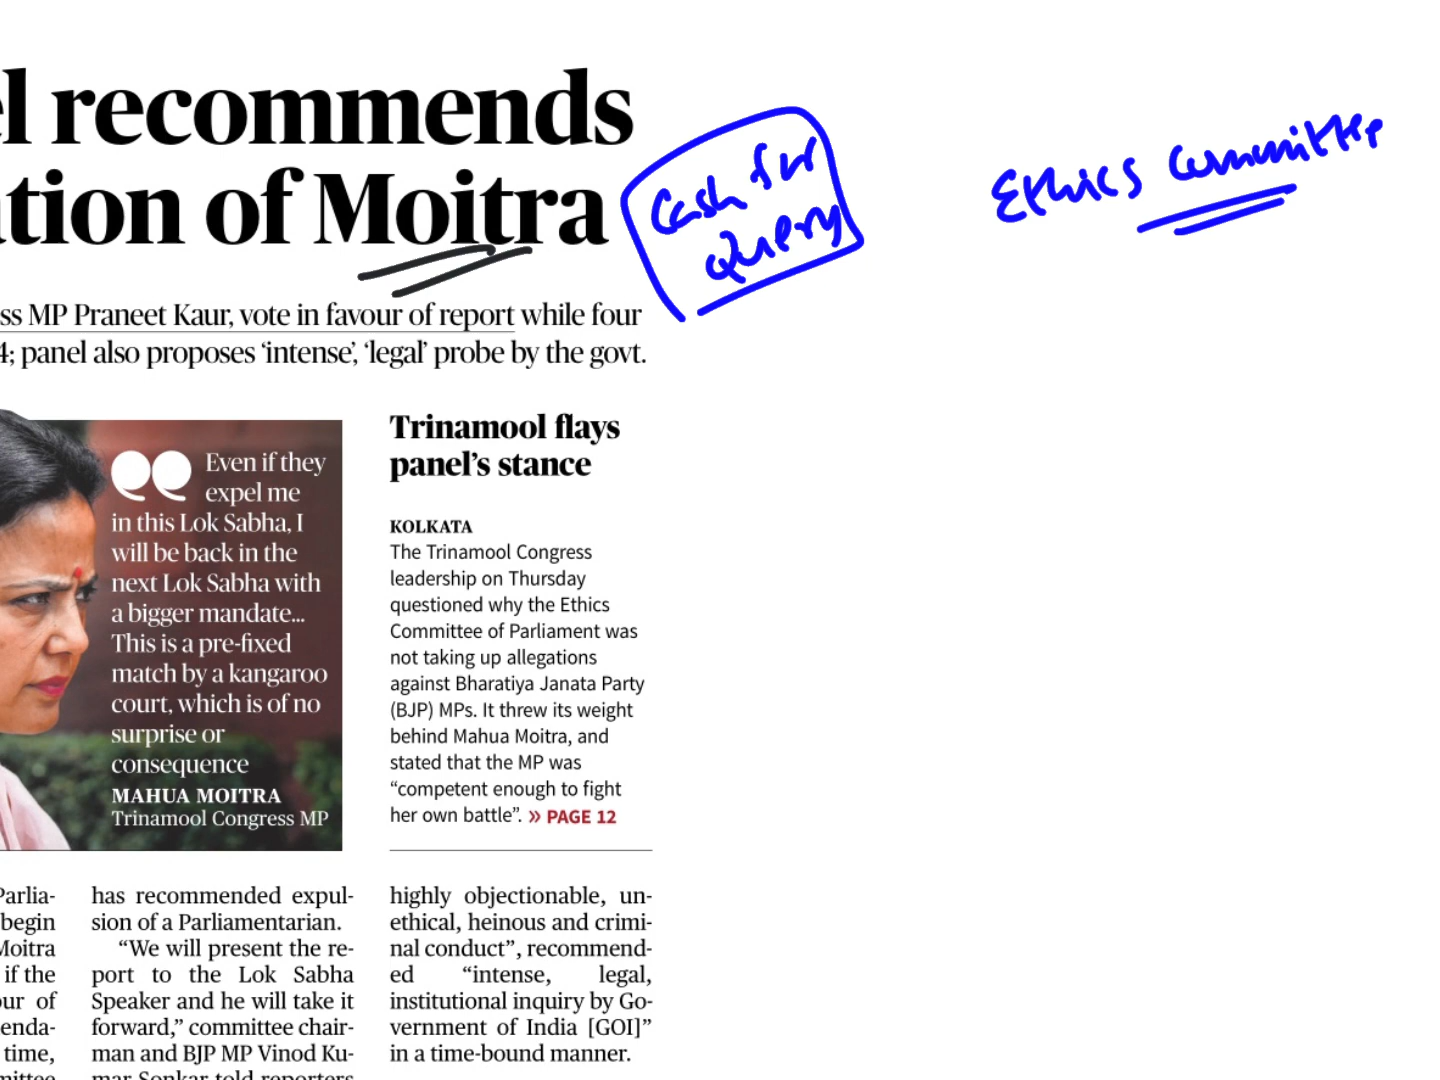 el recommends
ation of Moitra
Cash for
Query
Ethics Committee
ss MP Praneet Kaur, vote in favour of report while four
4; panel also proposes ‘intense’, ‘legal’ probe by the govt.
Even if they
expel me
in this Lok Sabha, I
will be back in the
next Lok Sabha with
a bigger mandate...
This is a pre-fixed
match by a kangaroo
court, which is of no
surprise or
consequence
MAHUA MOITRA
Trinamool Congress MP
Trinamool flays
panel’s stance
KOLKATA
The Trinamool Congress
leadership on Thursday
questioned why the Ethics
Committee of Parliament was
not taking up allegations
against Bharatiya Janata Party
(BJP) MPs. It threw its weight
behind Mahua Moitra, and
stated that the MP was
“competent enough to fight
her own battle”. » PAGE 12
Parlia-
begin
Moitra
if the
our of
enda-
time,
mittee
has recommended expul-
sion of a Parliamentarian.
“We will present the re-
port to the Lok Sabha
Speaker and he will take it
forward,” committee chair-
man and BJP MP Vinod Ku-
mar Sonkar told reporters
highly objectionable, un-
ethical, heinous and crimi-
nal conduct”, recommend-
ed “intense, legal,
institutional inquiry by Go-
vernment of India [GOI]”
in a time-bound manner.